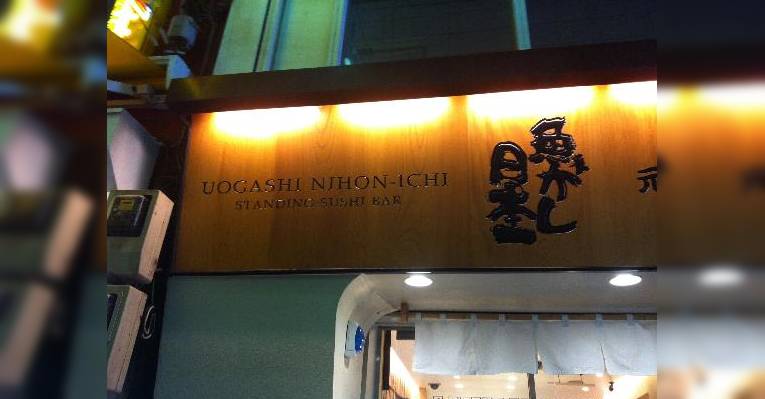 UOGASHI NIHON-ICHI
STANDING SUSHI BAR
魚がし
日本一